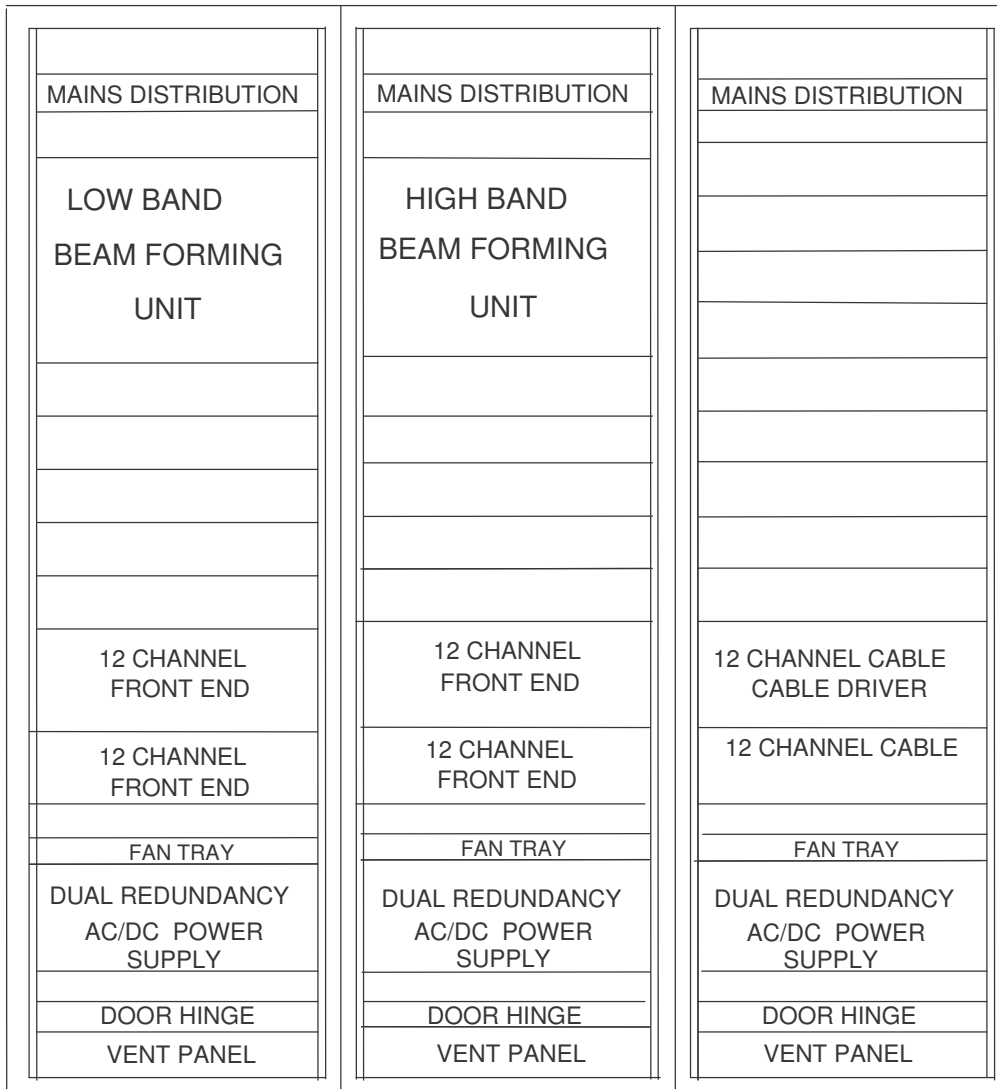 MAINS DISTRIBUTION
LOW BAND
BEAM FORMING
UNIT
12 CHANNEL
FRONT END
12 CHANNEL
FRONT END
FAN TRAY
DUAL REDUNDANCY
AC/DC POWER
SUPPLY
DOOR HINGE
VENT PANEL
MAINS DISTRIBUTION
HIGH BAND
BEAM FORMING
UNIT
12 CHANNEL
FRONT END
12 CHANNEL
FRONT END
FAN TRAY
DUAL REDUNDANCY
AC/DC POWER
SUPPLY
DOOR HINGE
VENT PANEL
MAINS DISTRIBUTION
12 CHANNEL CABLE
CABLE DRIVER
12 CHANNEL CABLE
FAN TRAY
DUAL REDUNDANCY
AC/DC POWER
SUPPLY
DOOR HINGE
VENT PANEL